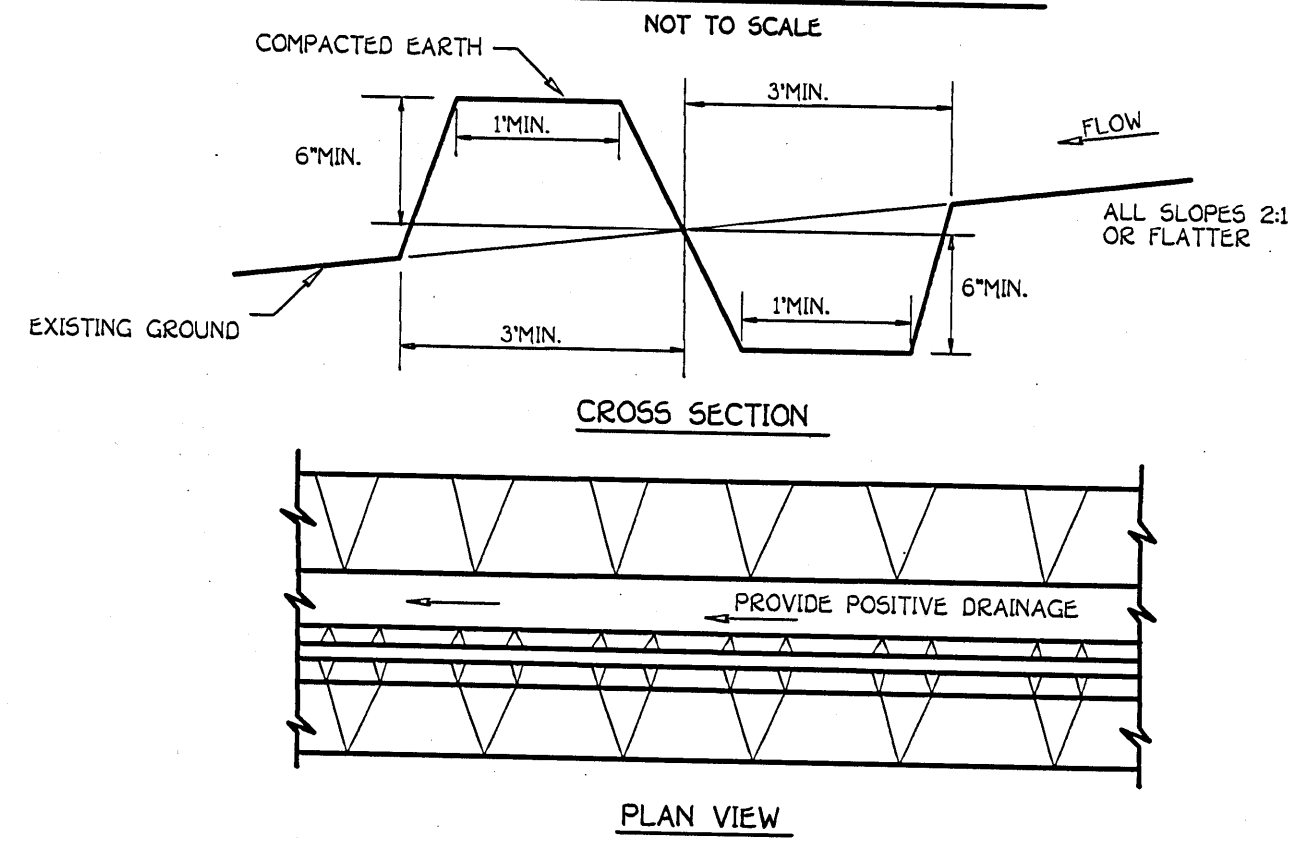 NOT TO SCALE
COMPACTED EARTH
3'MIN.
1'MIN.
FLOW
6"MIN.
ALL SLOPES 2:1
OR FLATTER
6"MIN.
1'MIN.
EXISTING GROUND
3'MIN.
CROSS SECTION
PROVIDE POSITIVE DRAINAGE
PLAN VIEW